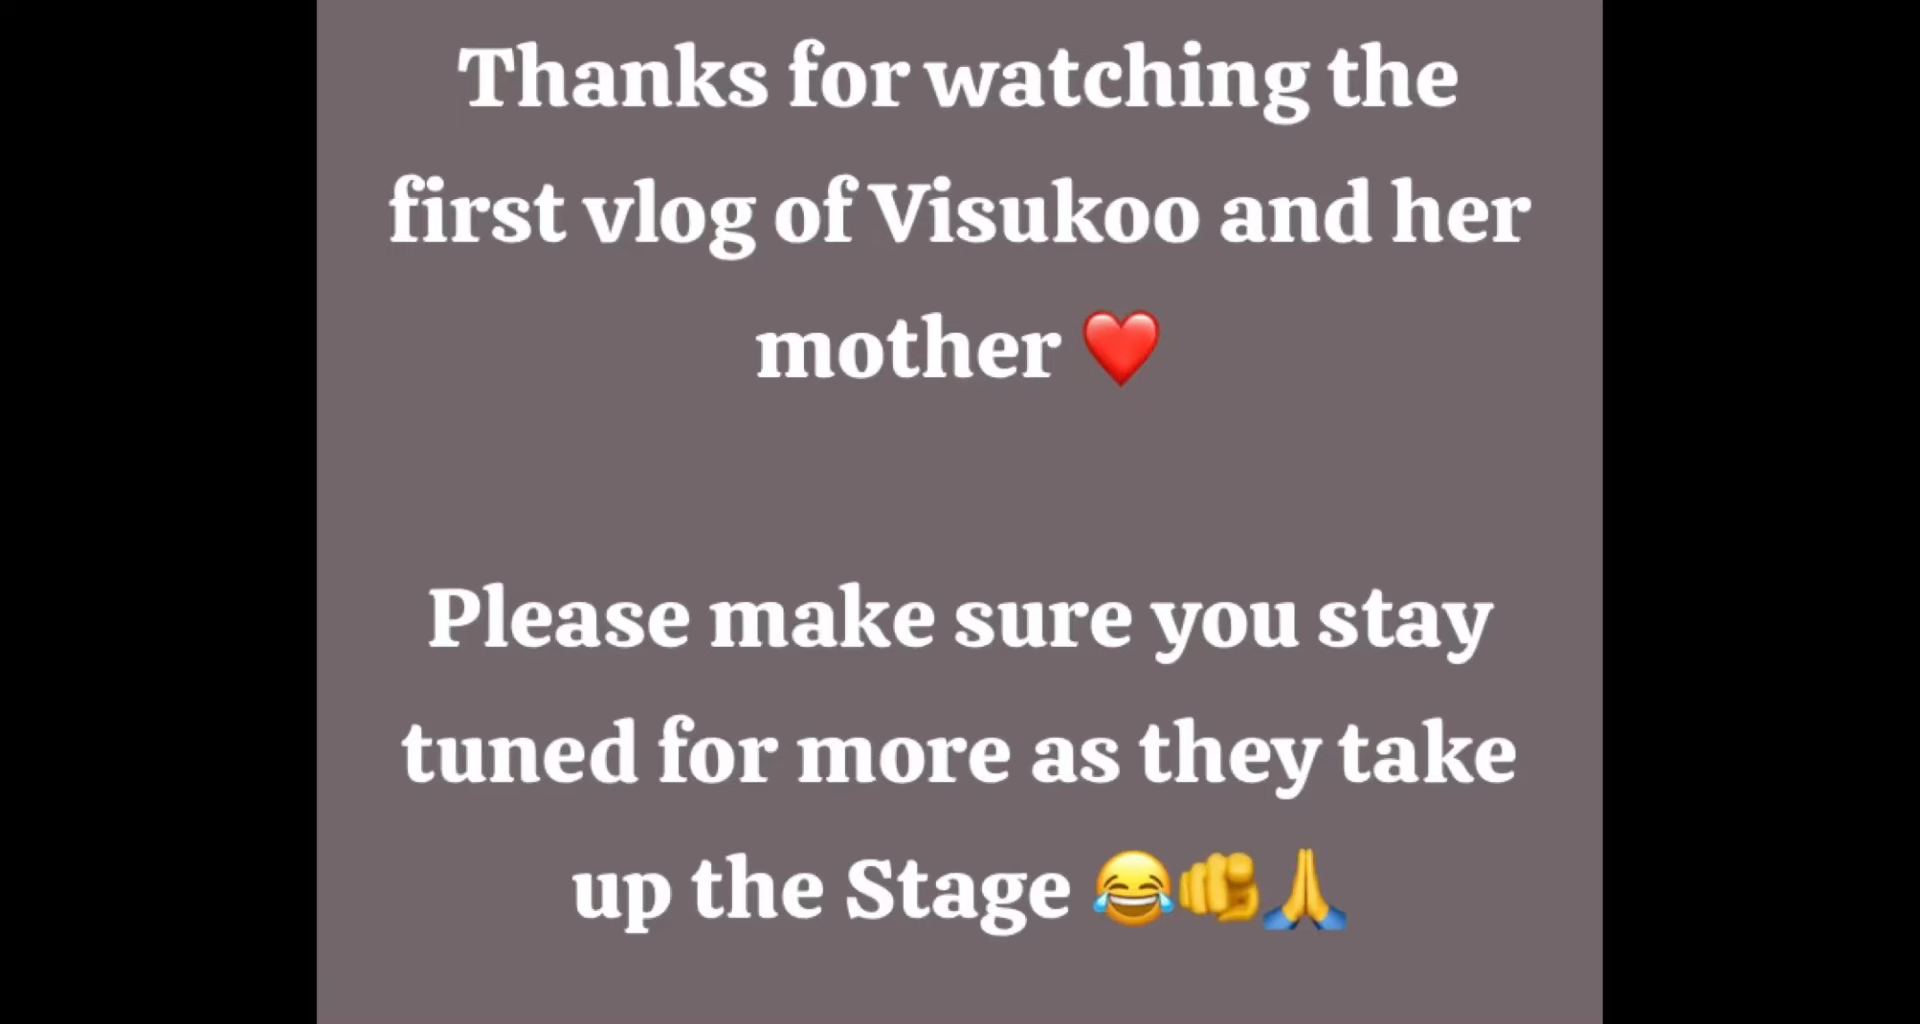 Thanks for watching the
first vlog of Visukoo and her
mother ❤️
Please make sure you stay
tuned for more as they take
up the Stage 😂🫵🙏